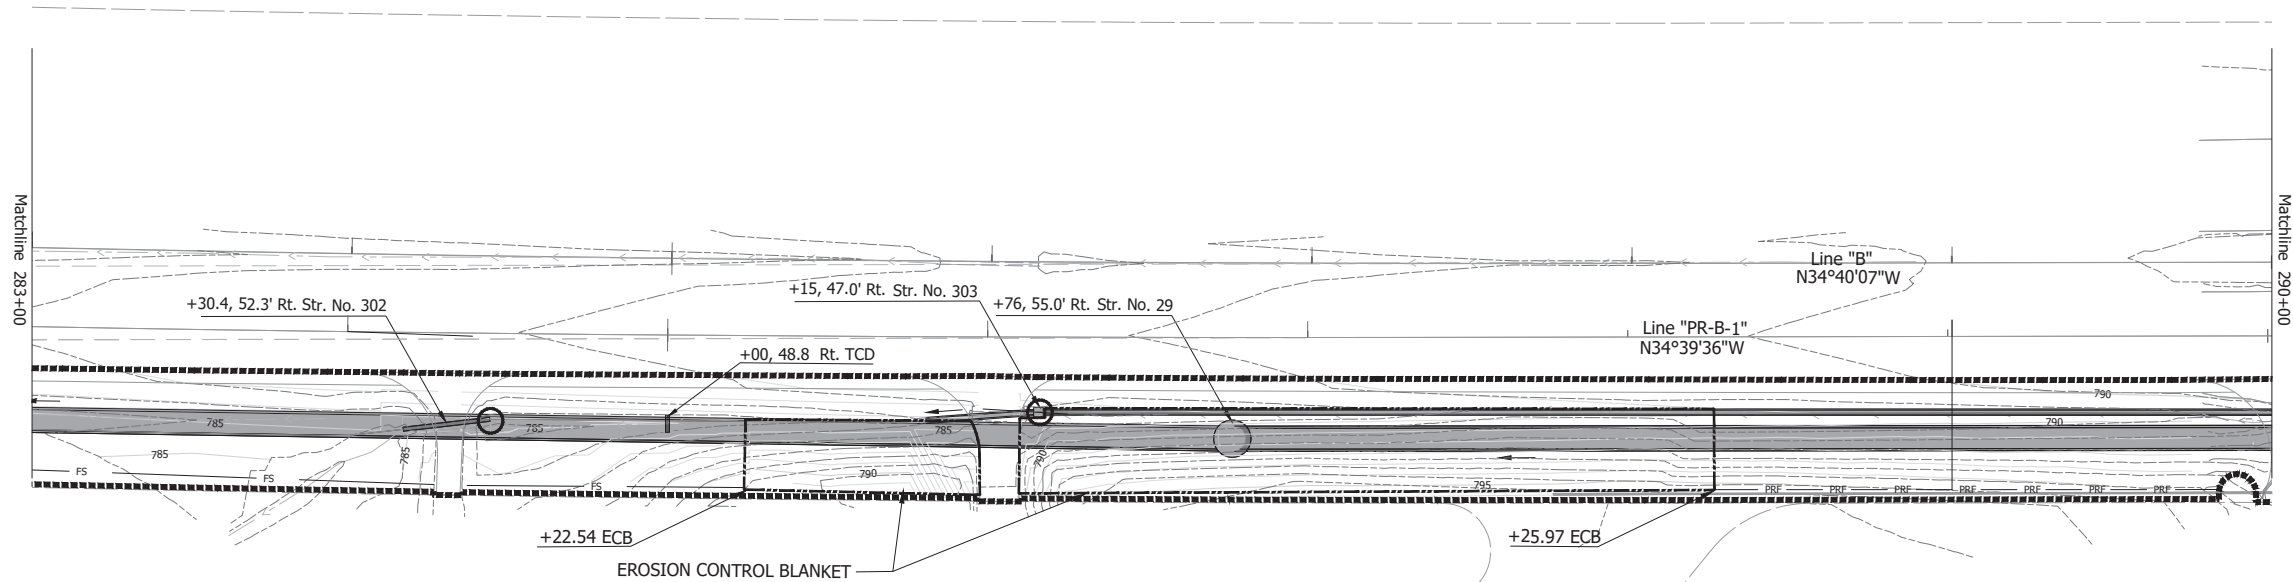 Matchline 283+00
Matchline 290+00
Line "B"
N34°40'07"W
+30.4, 52.3' Rt. Str. No. 302
+15, 47.0' Rt. Str. No. 303
+76, 55.0' Rt. Str. No. 29
Line "PR-B-1"
N34°39'36"W
+00, 48.8 Rt. TCD
790
790
785
785
785
785
785
790
790
795
FS
FS
FS
PRF
PRF
PRF
PRF
PRF
PRF
PRF
+22.54 ECB
+25.97 ECB
EROSION CONTROL BLANKET